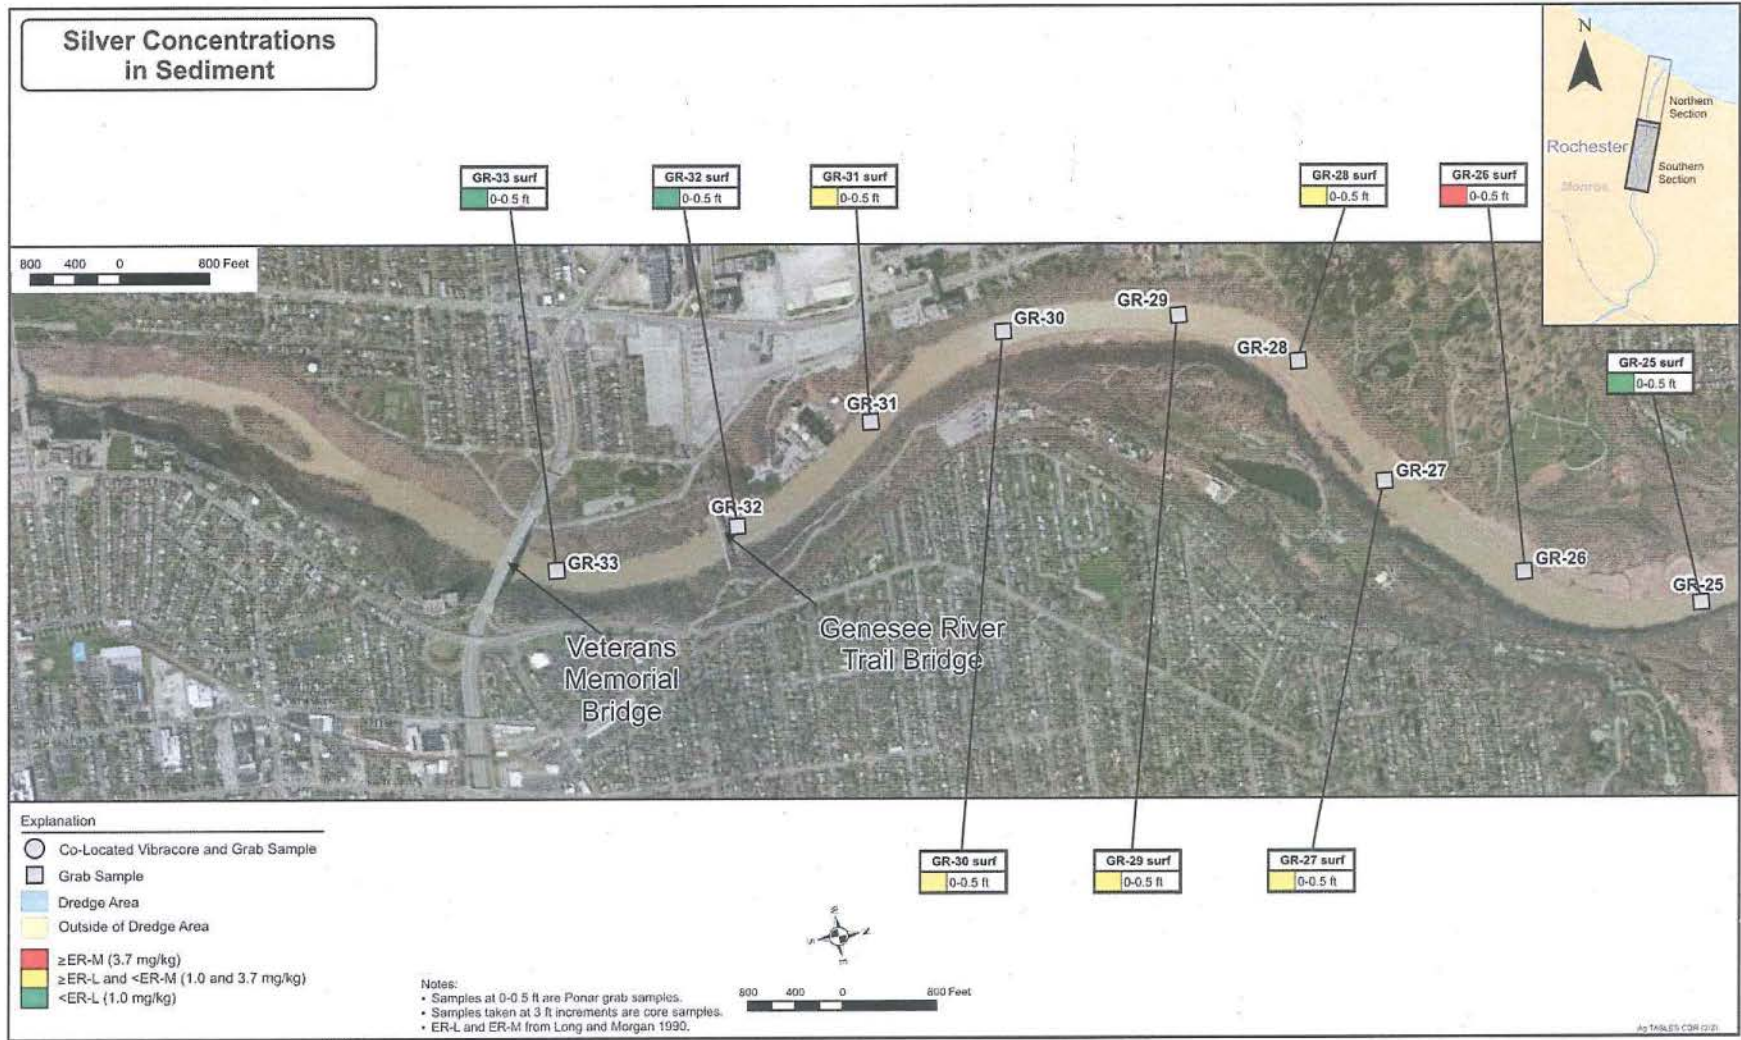 Silver Concentrations
in Sediment
N
Northern
Section
Rochester
Southern
Section
Monroe
GR-33 surf
0-0.5 ft
GR-32 surf
0-0.5 ft
GR-31 surf
0-0.5 ft
GR-28 surf
0-0.5 ft
GR-26 surf
0-0.5 ft
800 400 0 800 Feet
GR-25 surf
0-0.5 ft
GR-29
GR-30
GR-28
GR-31
GR-27
GR-32
GR-33
GR-26
GR-25
Genesee River
Trail Bridge
Veterans
Memorial
Bridge
GR-30 surf
0-0.5 ft
GR-29 surf
0-0.5 ft
GR-27 surf
0-0.5 ft
Explanation
Co-Located Vibracore and Grab Sample
Grab Sample
Dredge Area
Outside of Dredge Area
≥ER-M (3.7 mg/kg)
≥ER-L and <ER-M (1.0 and 3.7 mg/kg)
<ER-L (1.0 mg/kg)
Notes:
• Samples at 0-0.5 ft are Ponar grab samples.
• Samples taken at 3 ft increments are core samples.
• ER-L and ER-M from Long and Morgan 1990.
W
N
S
E
800 400 0 800 Feet
Ag TABLES CDR (2/2)